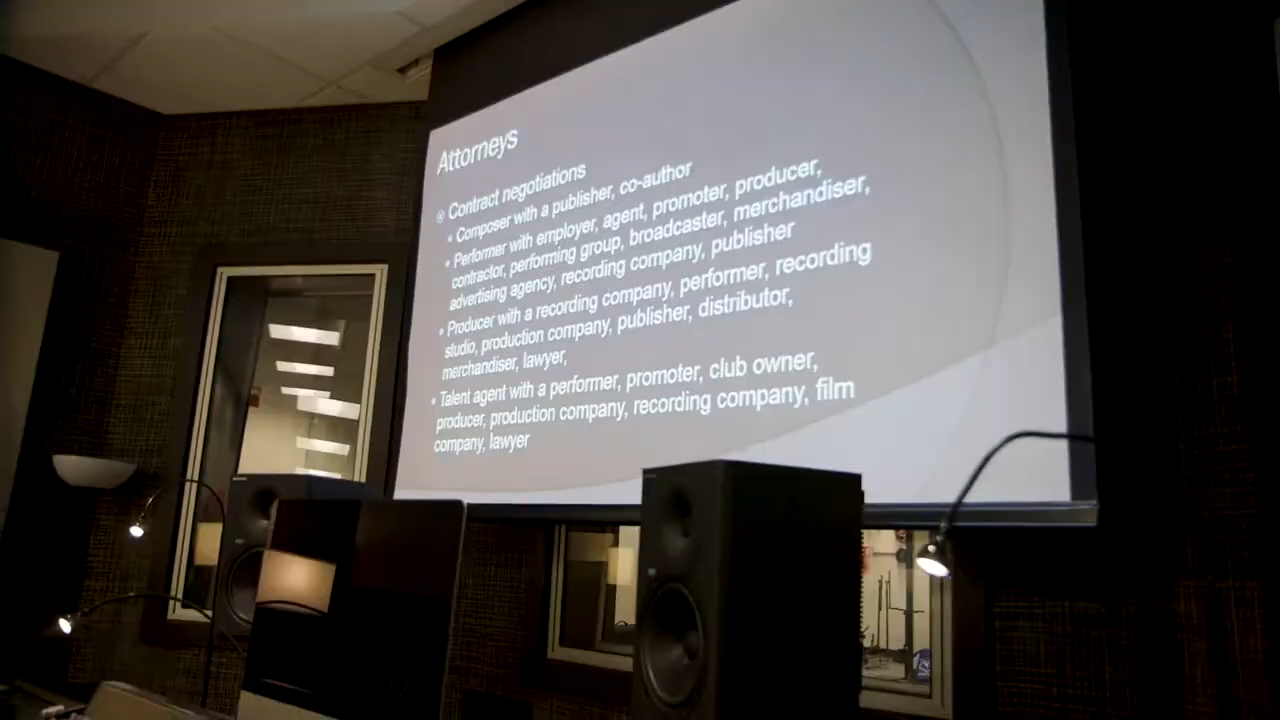 Attorneys
Contract negotiations
• Composer with a publisher, co-author
• Performer with employer, agent, promoter, producer,
contractor, performing group, broadcaster, merchandiser,
advertising agency, recording company, publisher
• Producer with a recording company, performer, recording
studio, production company, publisher, distributor,
merchandiser, lawyer,
• Talent agent with a performer, promoter, club owner,
producer, production company, recording company, film
company, lawyer